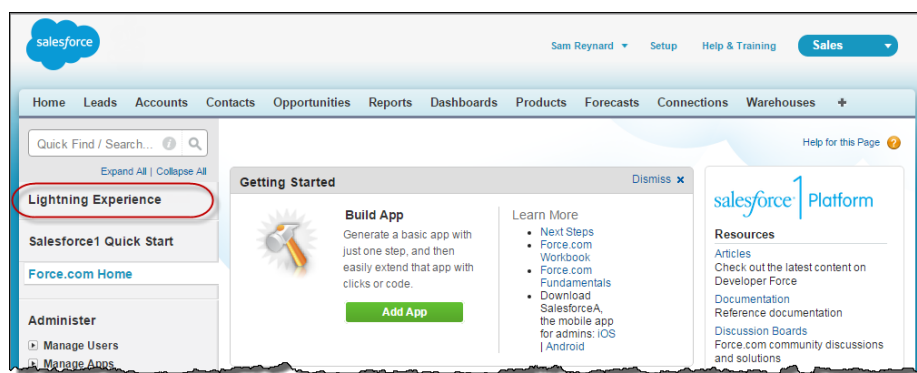 salesforce
Sam Reynard
Setup
Help & Training
Sales
Home Leads Accounts Contacts Opportunities Reports Dashboards Products Forecasts Connections Warehouses +
Quick Find / Search...
Expand All | Collapse All
Lightning Experience
Salesforce1 Quick Start
Force.com Home
Administer
Manage Users
Manage Apps
Help for this Page
Getting Started
Dismiss x
Build App
Generate a basic app with
just one step, and then
easily extend that app with
clicks or code.
Add App
Learn More
Next Steps
Force.com
Workbook
Force.com
Fundamentals
Download
SalesforceA,
the mobile app
for admins: iOS
| Android
salesforce1 Platform
Resources
Articles
Check out the latest content on
Developer Force
Documentation
Reference documentation
Discussion Boards
Force.com community discussions
and solutions